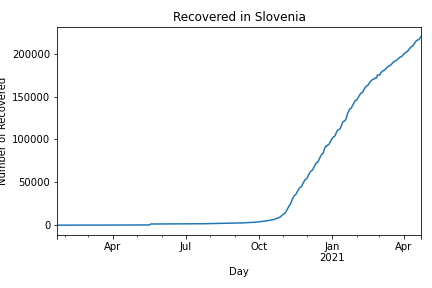 Recovered in Slovenia
Number of Recovered
200000
150000
100000
50000
0
Apr
Jul
Oct
Jan
2021
Apr
Day